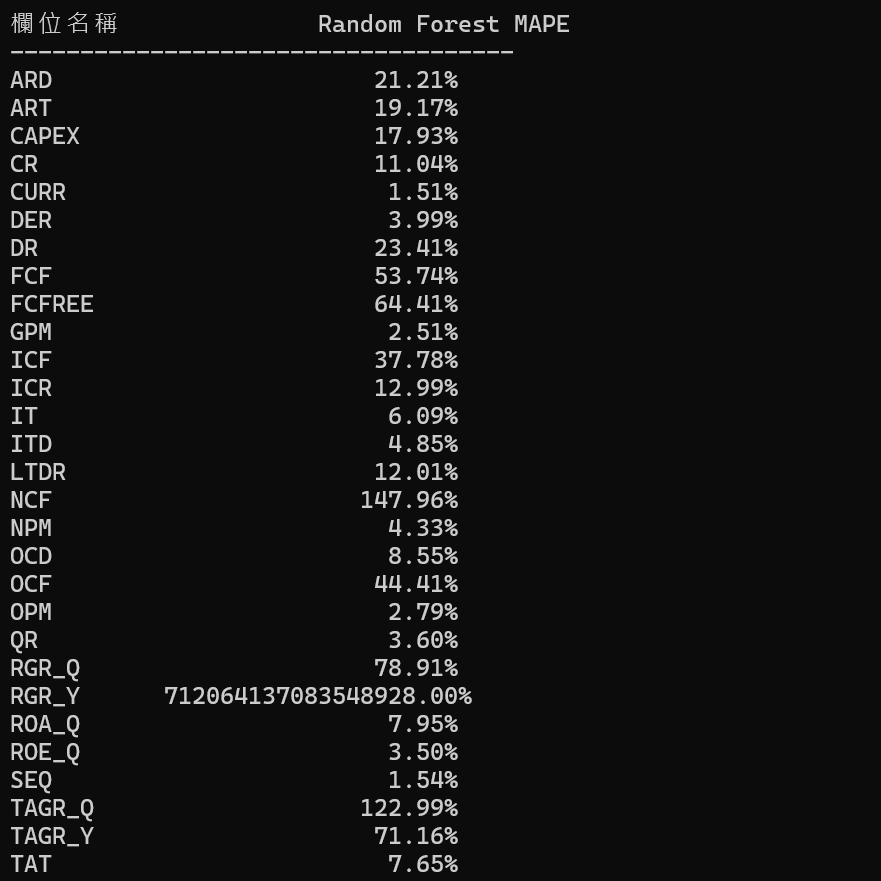 欄位名稱 Random Forest MAPE
------------------------------------
ARD 21.21%
ART 19.17%
CAPEX 17.93%
CR 11.04%
CURR 1.51%
DER 3.99%
DR 23.41%
FCF 53.74%
FCFREE 64.41%
GPM 2.51%
ICF 37.78%
ICR 12.99%
IT 6.09%
ITD 4.85%
LTDR 12.01%
NCF 147.96%
NPM 4.33%
OCD 8.55%
OCF 44.41%
OPM 2.79%
QR 3.60%
RGR_Q 78.91%
RGR_Y 712064137083548928.00%
ROA_Q 7.95%
ROE_Q 3.50%
SEQ 1.54%
TAGR_Q 122.99%
TAGR_Y 71.16%
TAT 7.65%